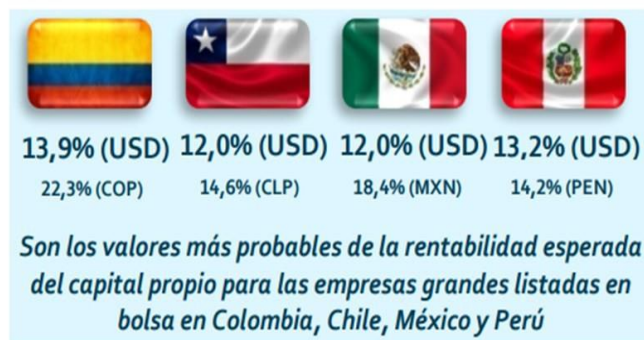 13,9% (USD) 12,0% (USD) 12,0% (USD) 13,2% (USD)
22,3% (COP) 14,6% (CLP) 18,4% (MXN) 14,2% (PEN)
Son los valores más probables de la rentabilidad esperada
del capital propio para las empresas grandes listadas en
bolsa en Colombia, Chile, México y Perú